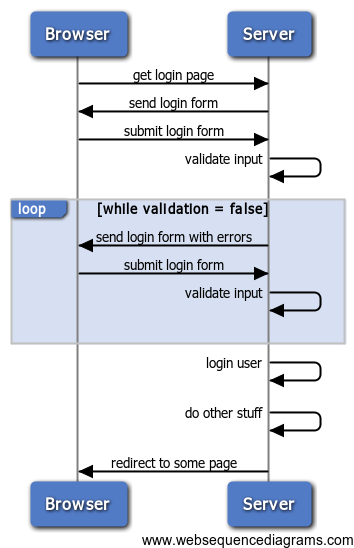 Browser Server
get login page
send login form
submit login form
validate input
loop [while validation = false]
send login form with errors
submit login form
validate input
login user
do other stuff
redirect to some page
Browser Server
www.websequencediagrams.com